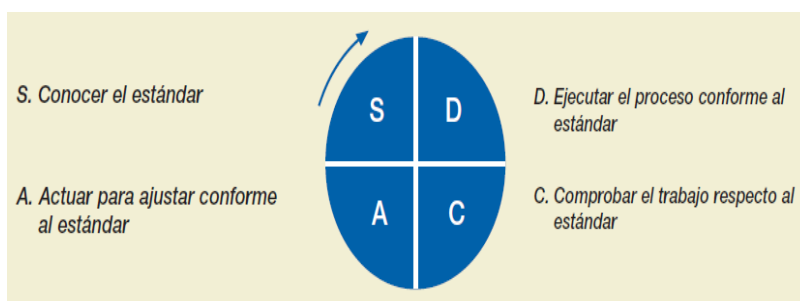 S. Conocer el estándar
A. Actuar para ajustar conforme
al estándar
S
D
A
C
D. Ejecutar el proceso conforme al
estándar
C. Comprobar el trabajo respecto al
estándar